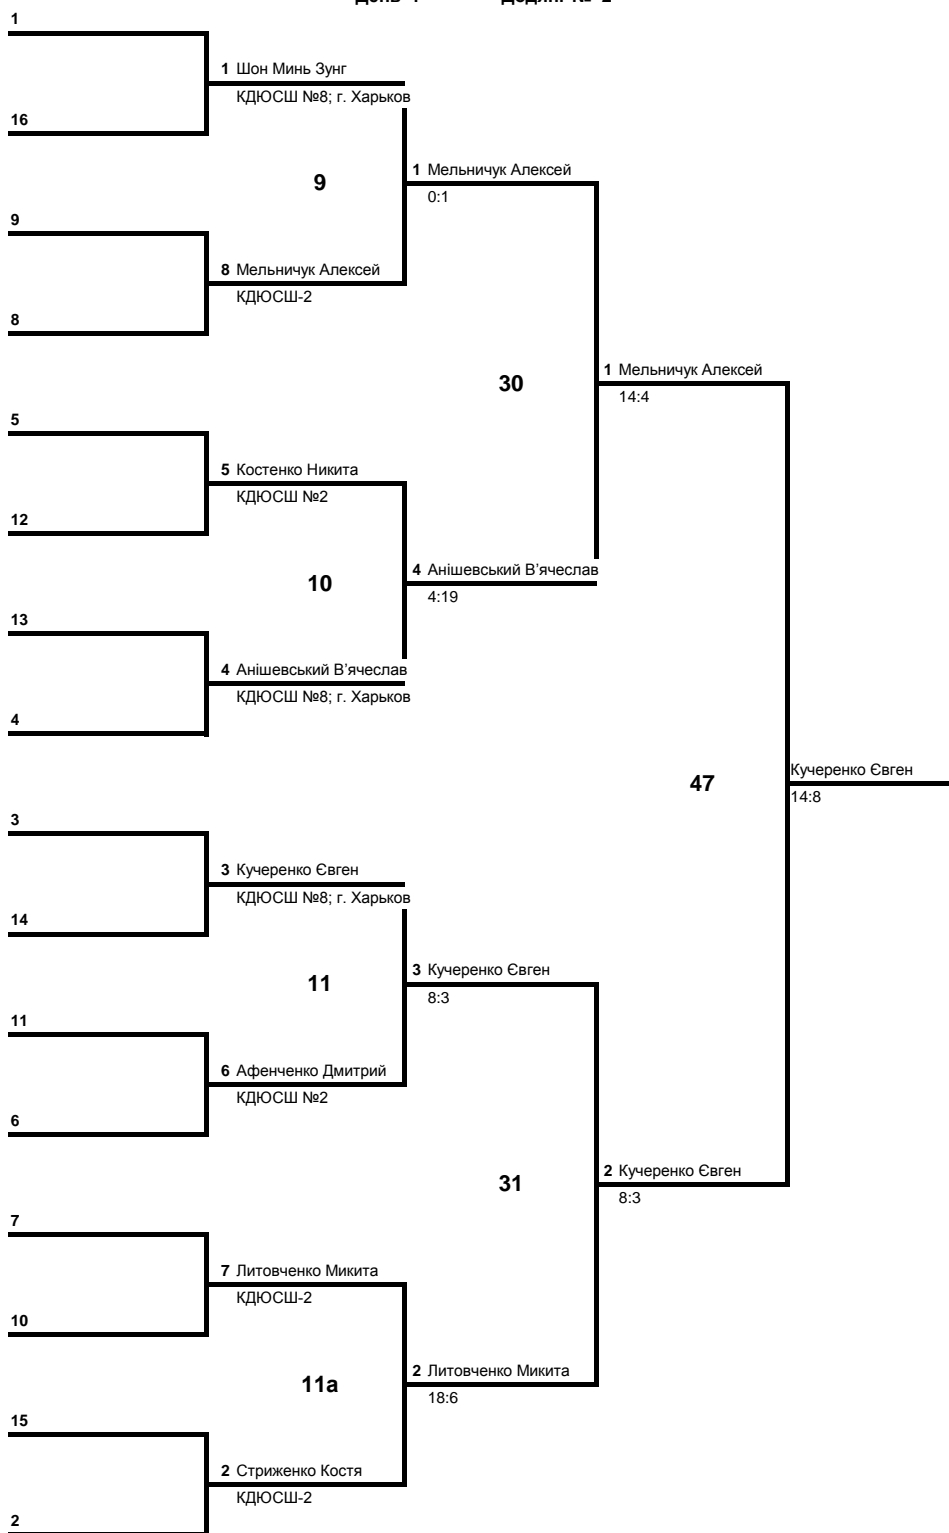 1
1 Шон Минь Зунг
КДЮСШ №8; г. Харьков
16
1 Мельничук Алексей
9
0:1
9
8 Мельничук Алексей
КДЮСШ-2
8
1 Мельничук Алексей
30
14:4
5
5 Костенко Никита
КДЮСШ №2
12
4 Анішевський В'ячеслав
10
4:19
13
4 Анішевський В'ячеслав
КДЮСШ №8; г. Харьков
4
Кучеренко Євген
47
14:8
3
3 Кучеренко Євген
КДЮСШ №8; г. Харьков
14
3 Кучеренко Євген
11
8:3
11
6 Афенченко Дмитрий
КДЮСШ №2
6
2 Кучеренко Євген
31
8:3
7
7 Литовченко Микита
КДЮСШ-2
10
2 Литовченко Микита
11а
18:6
15
2 Стриженко Костя
КДЮСШ-2
2